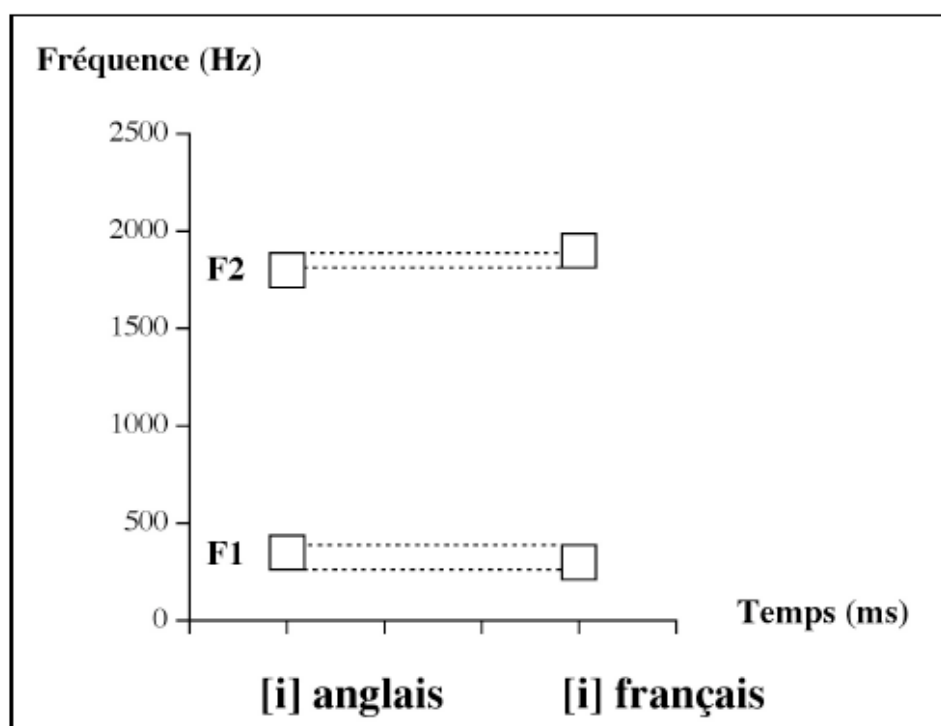 Fréquence (Hz)
2500
2000
F2
1500
1000
500
F1
0
Temps (ms)
[i] anglais [i] français